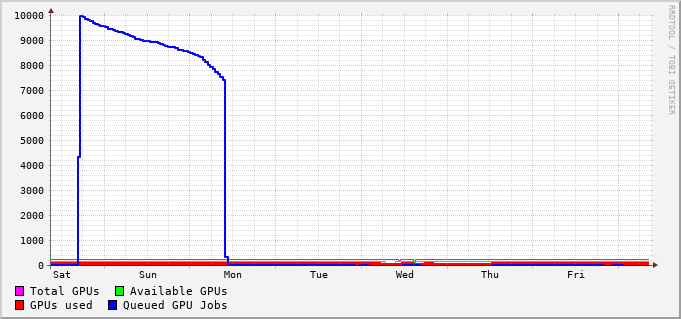 10000
9000
8000
7000
6000
5000
4000
3000
2000
1000
0
Sat Sun Mon Tue Wed Thu Fri
Total GPUs Available GPUs
GPUs used Queued GPU Jobs
RRDTOOL / TOBI OETIKER